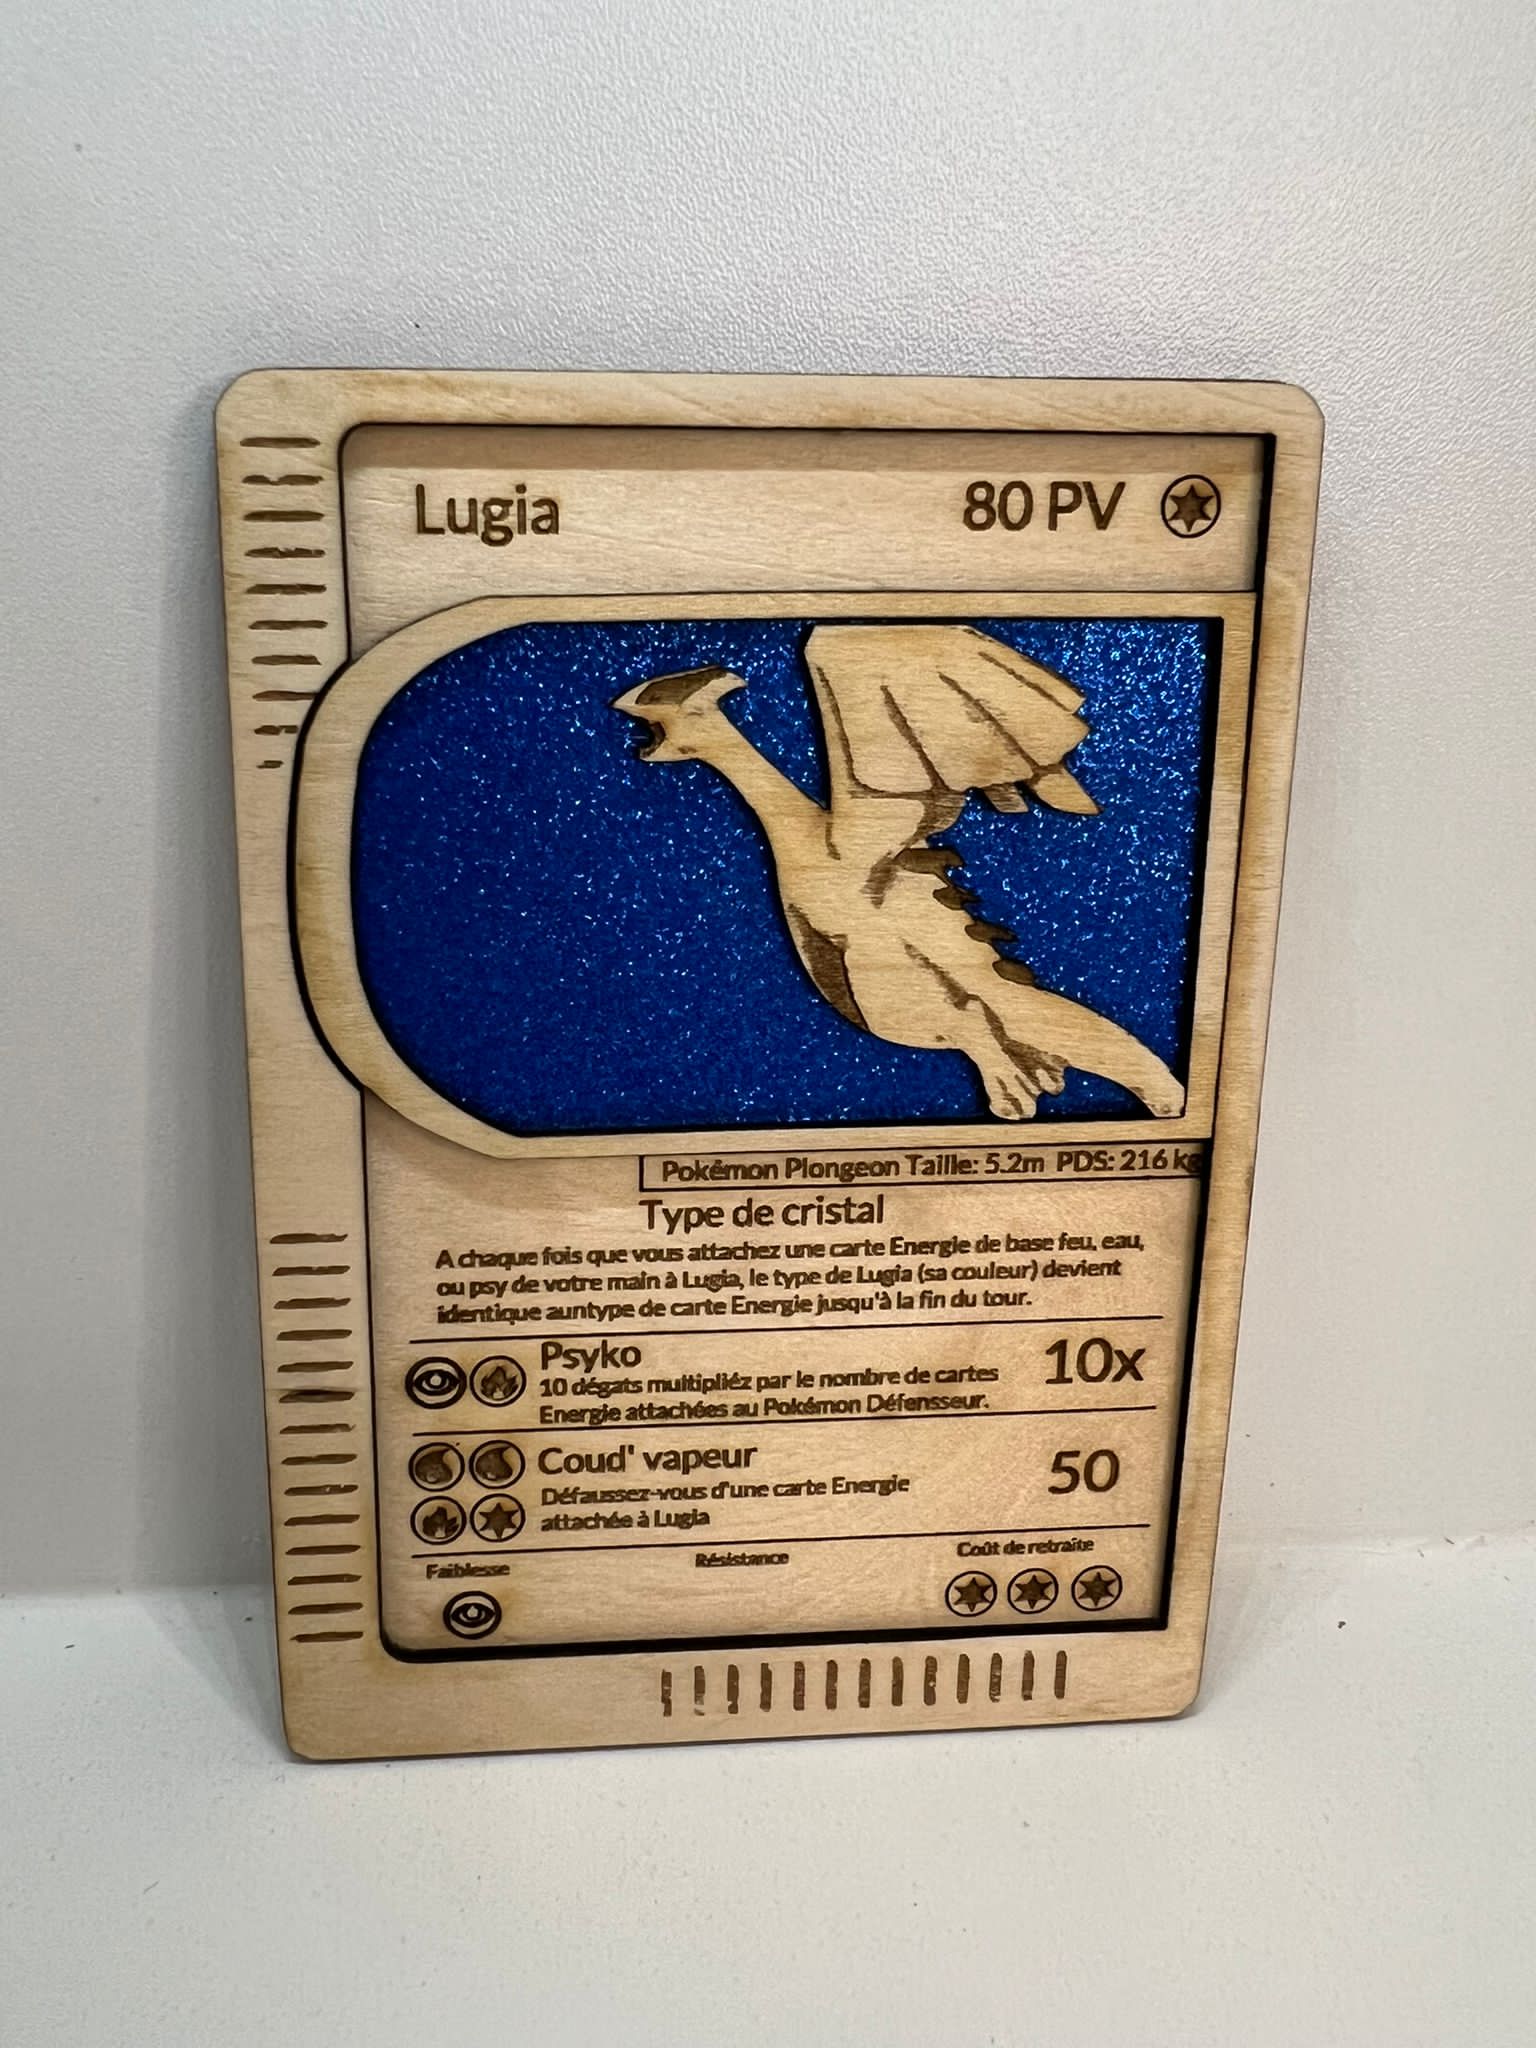 Lugia 80 PV
Pokémon Plongeon Taille: 5.2m PDS: 216 kg
Type de cristal
A chaque fois que vous attachez une carte Energie de base feu, eau,
ou psy de votre main à Lugia, le type de Lugia (sa couleur) devient
identique auntype de carte Energie jusqu'à la fin du tour.
Psyko 10x
10 dégats multipliéz par le nombre de cartes
Energie attachées au Pokémon Défensseur.
Coud' vapeur 50
Défaussez-vous d'une carte Energie
attachée à Lugia
Faiblesse Résistance Coût de retraite